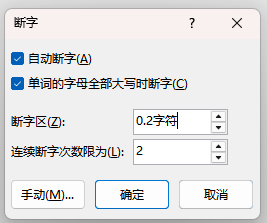 断字
自动断字(A)
单词的字母全部大写时断字(C)
断字区(Z): 0.2字符
连续断字次数限为(L): 2
手动(M)... 确定 取消